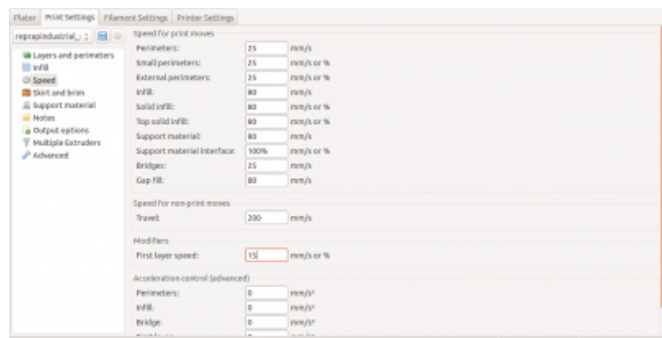 Plater Print Settings Filament Settings Printer Settings
reprapindustrial_
Layers and perimeters
Infill
Speed
Skirt and brim
Support material
Notes
Output options
Multiple Extruders
Advanced
Speed for print moves
Perimeters: 25 mm/s
Small perimeters: 25 mm/s or %
External perimeters: 25 mm/s or %
Infill: 80 mm/s
Solid infill: 80 mm/s or %
Top solid infill: 80 mm/s or %
Support material: 80 mm/s
Support material interface: 100% mm/s or %
Bridges: 25 mm/s
Gap fill: 80 mm/s
Speed for non-print moves
Travel: 200 mm/s
Modifiers
First layer speed: 15 mm/s or %
Acceleration control (advanced)
Perimeters: 0 mm/s²
Infill: 0 mm/s²
Bridge: 0 mm/s²